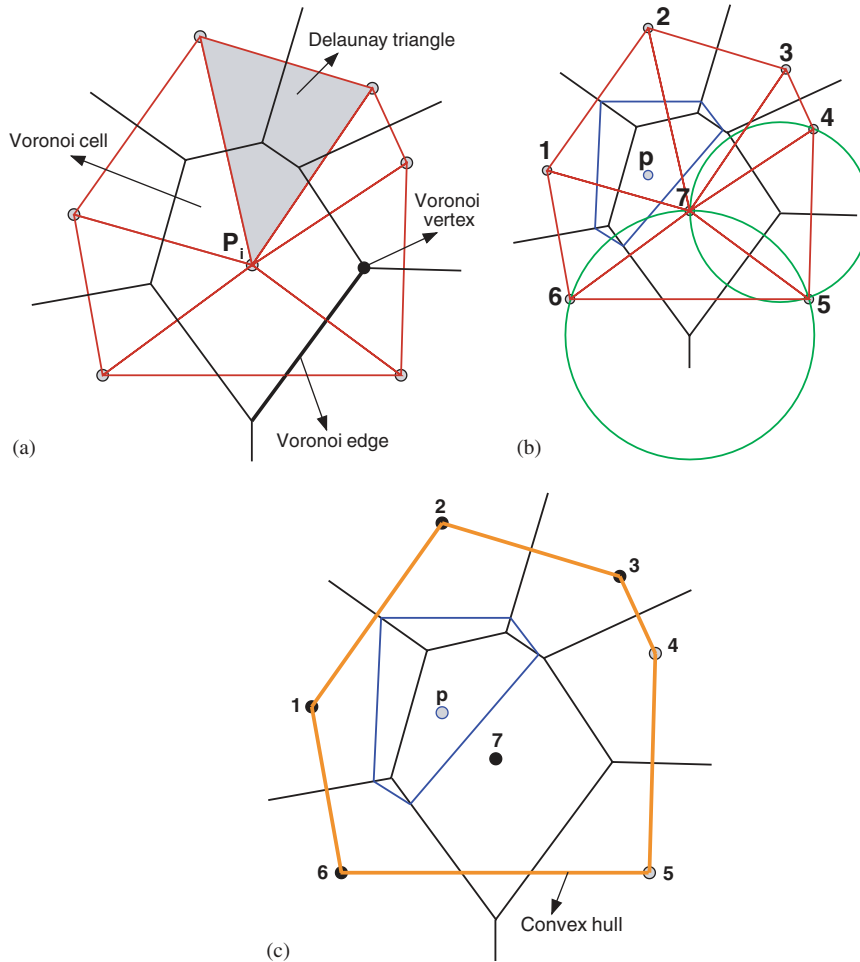 Delaunay triangle
Voronoi cell
P_i
Voronoi
vertex
Voronoi edge
(a)
2
3
4
1
p
7
6
5
(b)
2
3
4
p
1
7
6
5
Convex hull
(c)